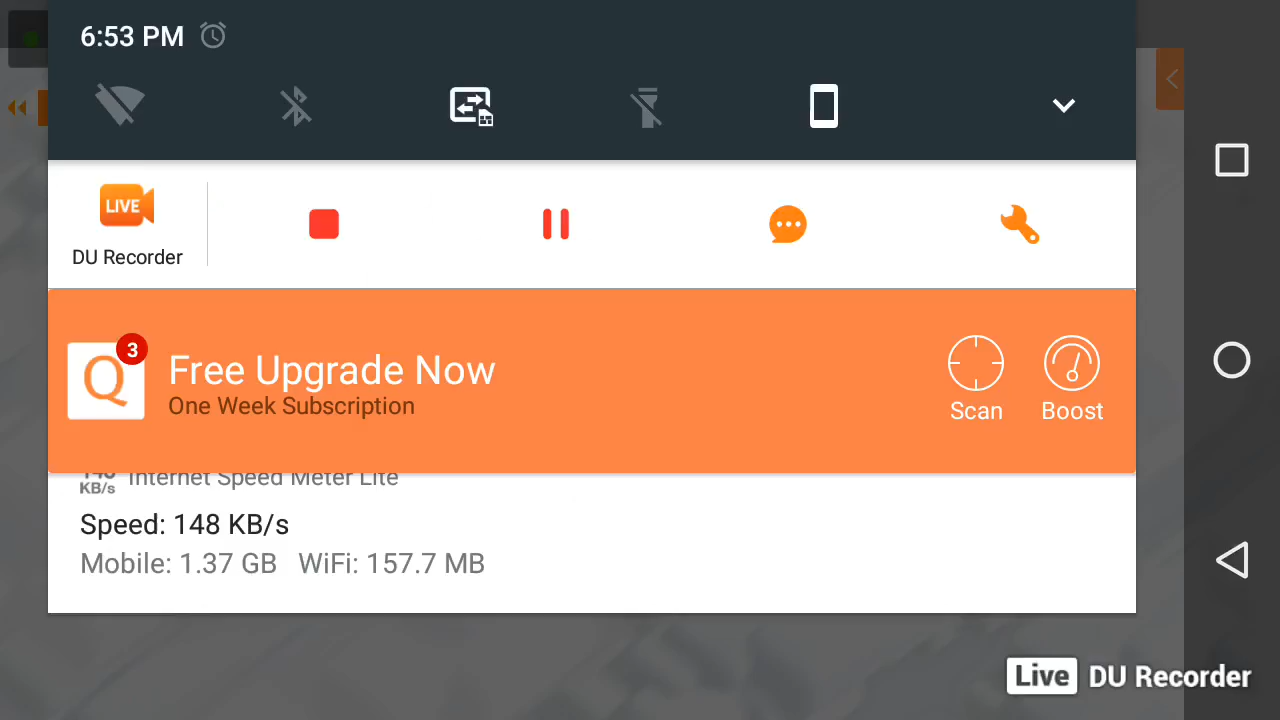 6:53 PM
LIVE
DU Recorder
Q
3
Free Upgrade Now
One Week Subscription
Scan
Boost
148
KB/s
Internet Speed Meter Lite
Speed: 148 KB/s
Mobile: 1.37 GB WiFi: 157.7 MB
Live DU Recorder